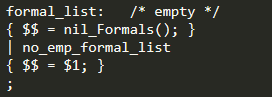 formal_list:   /* empty */
{ $$ = nil_Formals(); }
| no_emp_formal_list
{ $$ = $1; }
;